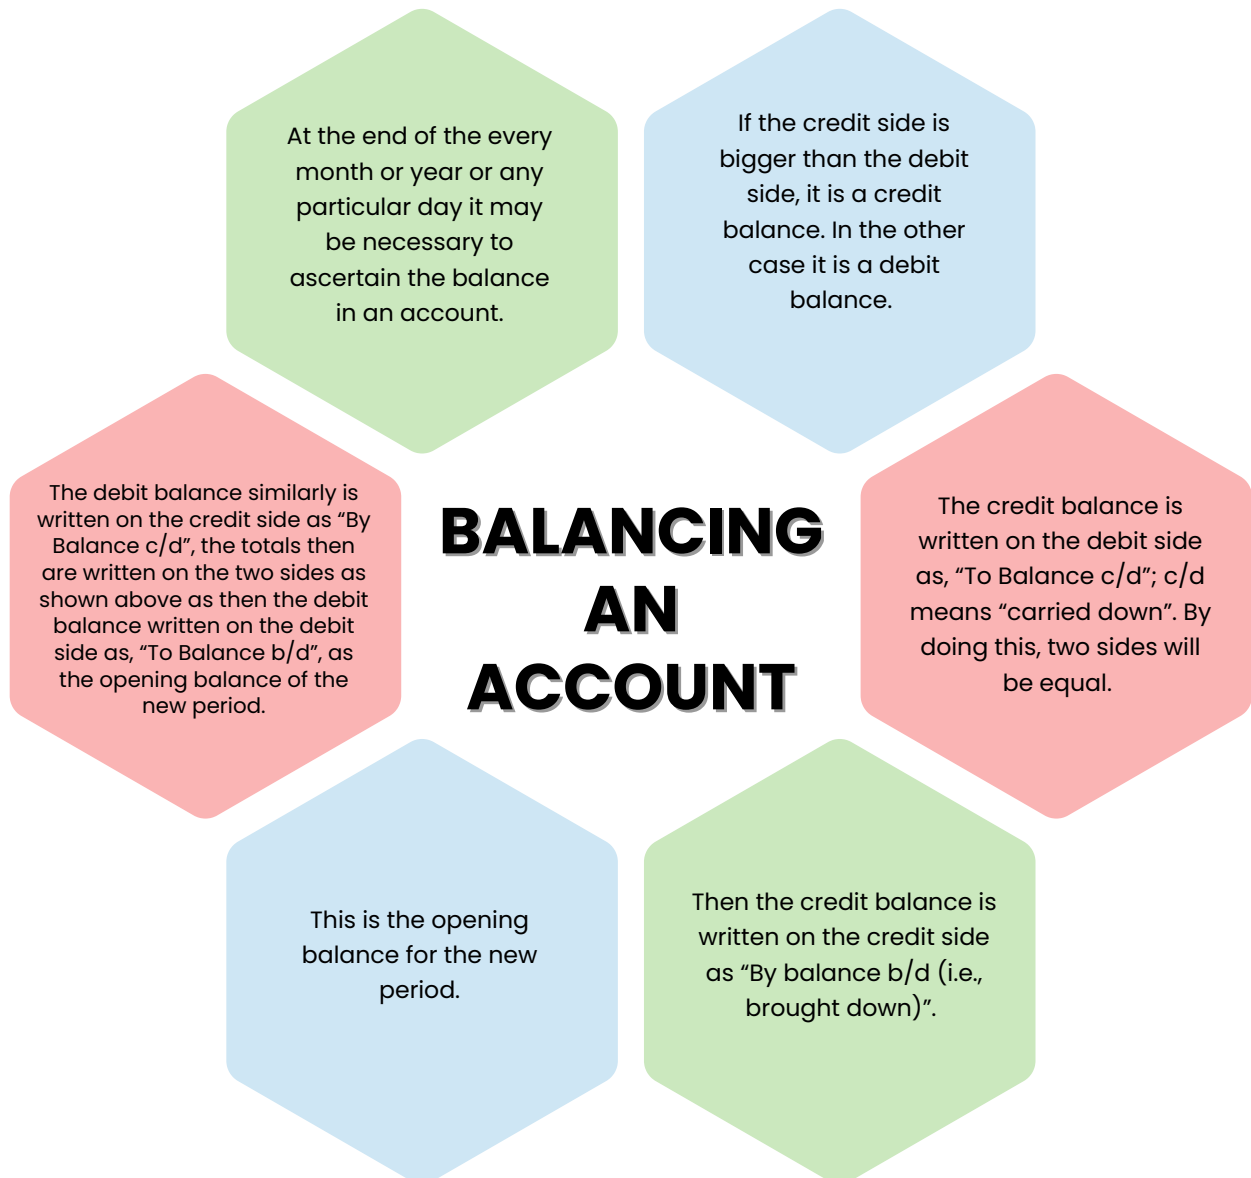 At the end of the every
month or year or any
particular day it may
be necessary to
ascertain the balance
in an account.
If the credit side is
bigger than the debit
side, it is a credit
balance. In the other
case it is a debit
balance.
The debit balance similarly is
written on the credit side as “By
Balance c/d”, the totals then
are written on the two sides as
shown above as then the debit
balance written on the debit
side as, “To Balance b/d”, as
the opening balance of the
new period.
BALANCING
AN
ACCOUNT
The credit balance is
written on the debit side
as, “To Balance c/d”; c/d
means “carried down”. By
doing this, two sides will
be equal.
This is the opening
balance for the new
period.
Then the credit balance is
written on the credit side
as “By balance b/d (i.e.,
brought down)”.